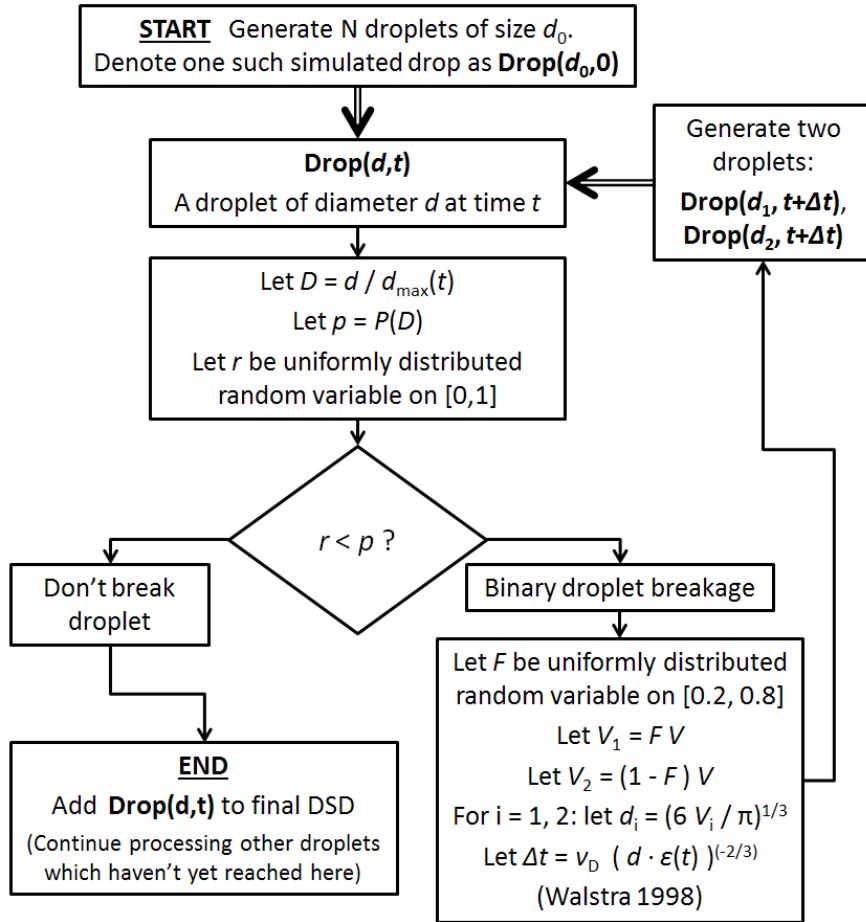 START Generate N droplets of size d₀.
Denote one such simulated drop as Drop(d₀,0)
Drop(d,t)
A droplet of diameter d at time t
Generate two
droplets:
Drop(d₁, t+Δt),
Drop(d₂, t+Δt)
Let D = d / dₘₐₓ(t)
Let p = P(D)
Let r be uniformly distributed
random variable on [0,1]
r < p ?
Don't break
droplet
Binary droplet breakage
END
Add Drop(d,t) to final DSD
(Continue processing other droplets
which haven't yet reached here)
Let F be uniformly distributed
random variable on [0.2, 0.8]
Let V₁ = F V
Let V₂ = (1 - F ) V
For i = 1, 2: let dᵢ = (6 Vᵢ / π)^1/3
Let Δt = v_D ( d · ε(t) )^(-2/3)
(Walstra 1998)